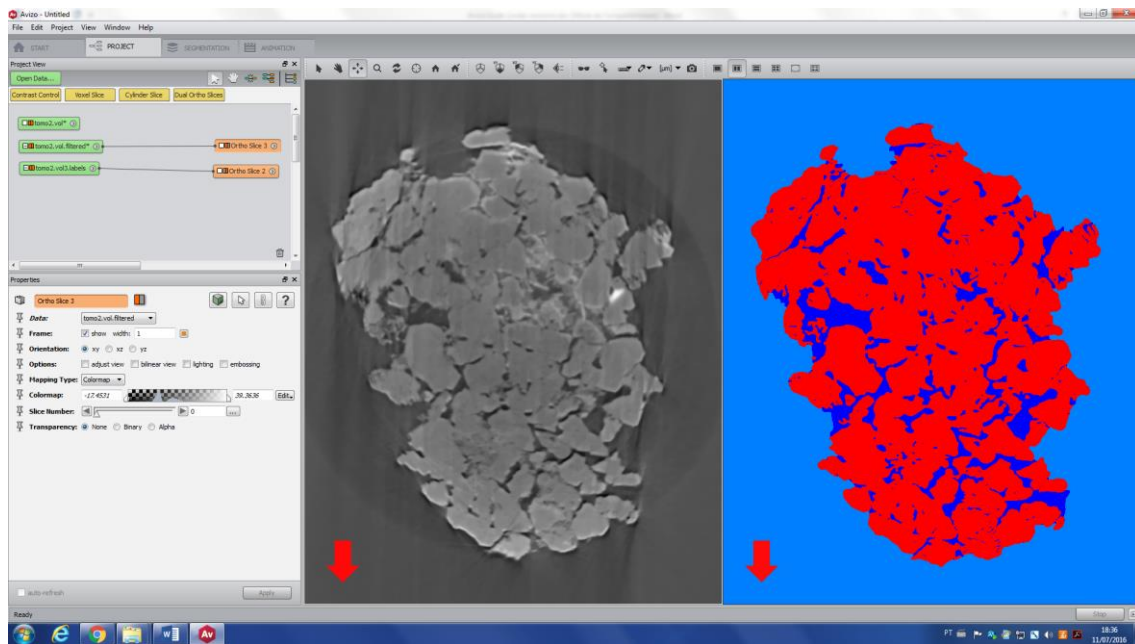 Avizo - Untitled
File Edit Project View Window Help
START PROJECT SEGMENTATION ANIMATION
Project View
Open Data...
Contrast Control Voxel Slice Cylinder Slice Dual Ortho Slices
tomo2.vol*
tomo2.vol.filtered* Ortho Slice 3
tomo2.vol3.labels Ortho Slice 2
Properties
Ortho Slice 3 ?
Data: tomo2.vol.filtered
Frame: show width: 1
Orientation: xy xz yz
Options: adjust view bilinear view lighting embossing
Mapping Type: Colormap
Colormap: -17.4531 39.3636 Edit
Slice Number: 0 ...
Transparency: None Binary Alpha
auto refresh Apply
Ready Stop
PT 18:36
11/07/2016